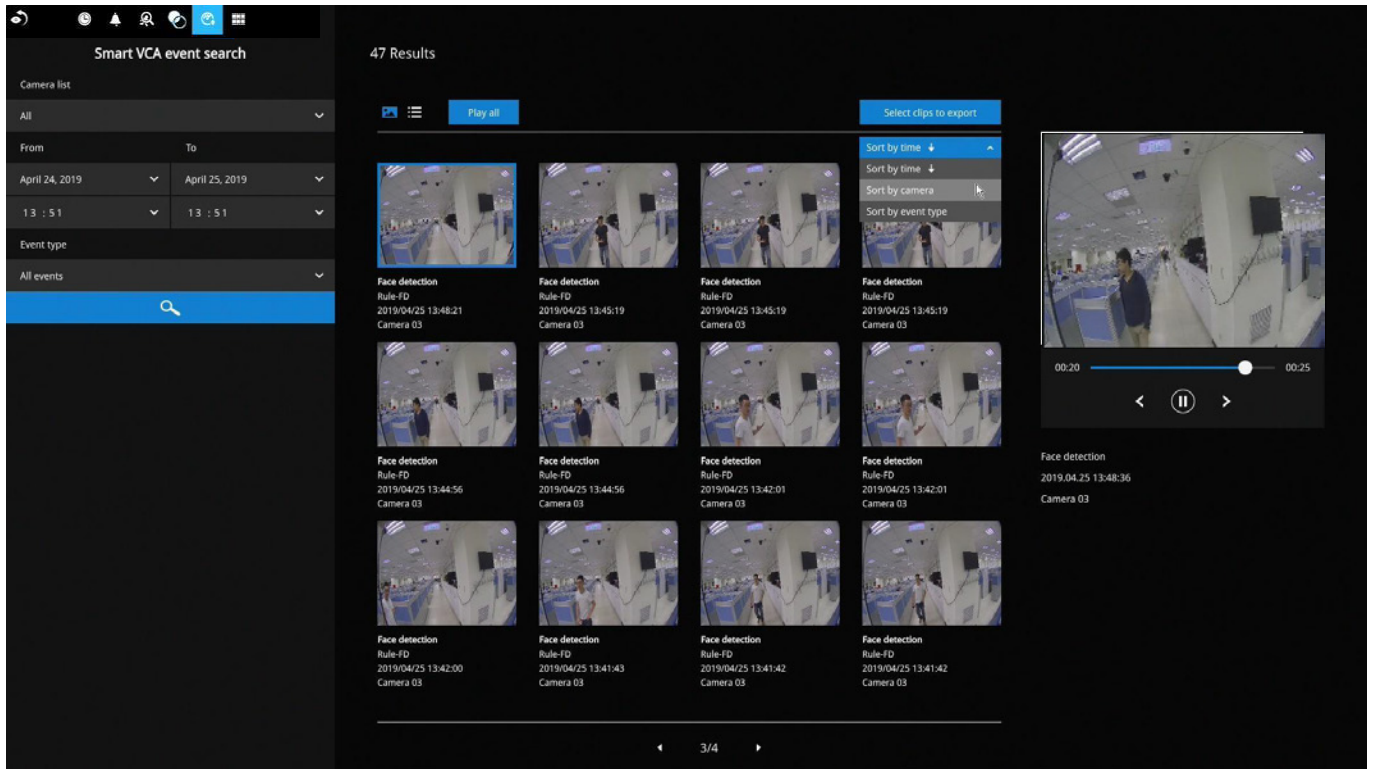 Smart VCA event search
Camera list
All
From To
April 24, 2019 April 25, 2019
13 : 51 13 : 51
Event type
All events
47 Results
Play all
Select clips to export
Sort by time
Sort by time
Sort by camera
Sort by event type
Face detection Face detection Face detection Face detection
Rule-FD Rule-FD Rule-FD Rule-FD
2019/04/25 13:48:21 2019/04/25 13:45:19 2019/04/25 13:45:19 2019/04/25 13:45:19
Camera 03 Camera 03 Camera 03 Camera 03
Face detection Face detection Face detection Face detection
Rule-FD Rule-FD Rule-FD Rule-FD
2019/04/25 13:44:56 2019/04/25 13:44:56 2019/04/25 13:42:01 2019/04/25 13:42:01
Camera 03 Camera 03 Camera 03 Camera 03
Face detection Face detection Face detection Face detection
Rule-FD Rule-FD Rule-FD Rule-FD
2019/04/25 13:42:00 2019/04/25 13:41:43 2019/04/25 13:41:42 2019/04/25 13:41:42
Camera 03 Camera 03 Camera 03 Camera 03
3/4
00:20 00:25
Face detection
2019.04.25 13:48:36
Camera 03